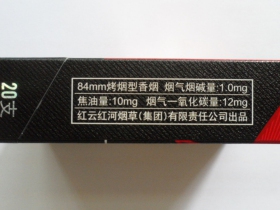 84mm烤烟型香烟 烟气烟碱量:1.0mg
焦油量:10mg 烟气一氧化碳量:12mg
红云红河烟草(集团)有限责任公司出品
20支